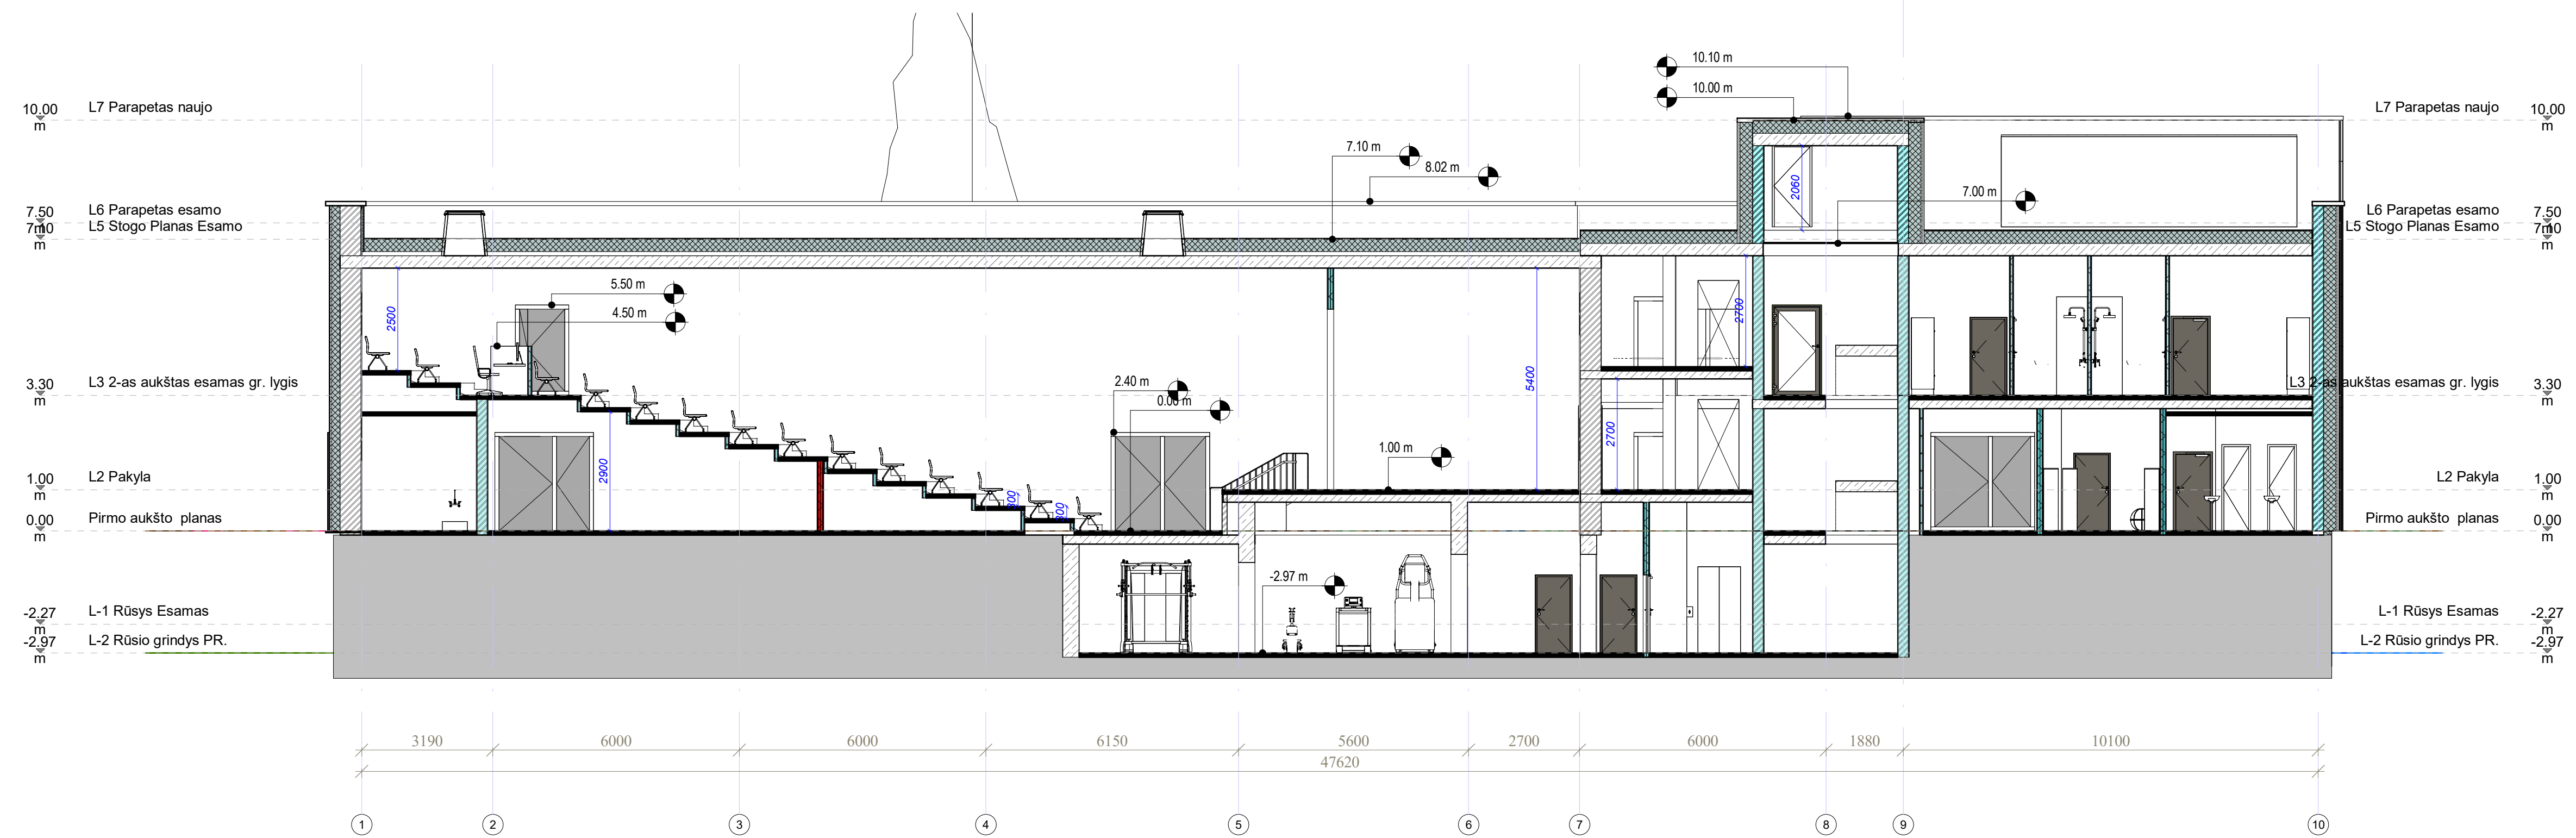 10.10 m
10.00 m
10.00 m L7 Parapetas naujo
L7 Parapetas naujo 10.00 m
7.10 m
8.02 m
7.00 m
2060
7.50 m L6 Parapetas esamo
7.10 m L5 Stogo Planas Esamo
L6 Parapetas esamo 7.50 m
L5 Stogo Planas Esamo 7.10 m
5.50 m
4.50 m
2500
2700
5400
3.30 m L3 2-as aukštas esamas gr. lygis
L3 2-as aukštas esamas gr. lygis 3.30 m
2.40 m
0.00 m
2900
2700
1.00 m
300
300
1.00 m L2 Pakyla
L2 Pakyla 1.00 m
0.00 m Pirmo aukšto planas
Pirmo aukšto planas 0.00 m
-2.97 m
-2.27 m L-1 Rūsys Esamas
L-1 Rūsys Esamas -2.27 m
-2.97 m L-2 Rūsio grindys PR.
L-2 Rūsio grindys PR. -2.97 m
3190 6000 6000 6150 5600 2700 6000 1880 10100
47620
1 2 3 4 5 6 7 8 9 10